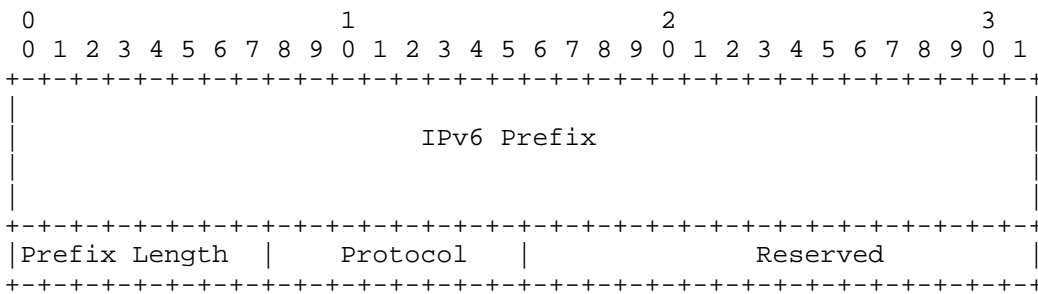 0                   1                   2                   3
 0 1 2 3 4 5 6 7 8 9 0 1 2 3 4 5 6 7 8 9 0 1 2 3 4 5 6 7 8 9 0 1
+-+-+-+-+-+-+-+-+-+-+-+-+-+-+-+-+-+-+-+-+-+-+-+-+-+-+-+-+-+-+-+-+
|                                                               |
|                         IPv6 Prefix                           |
|                                                               |
|                                                               |
+-+-+-+-+-+-+-+-+-+-+-+-+-+-+-+-+-+-+-+-+-+-+-+-+-+-+-+-+-+-+-+-+
|Prefix Length  |    Protocol   |              Reserved         |
+-+-+-+-+-+-+-+-+-+-+-+-+-+-+-+-+-+-+-+-+-+-+-+-+-+-+-+-+-+-+-+-+